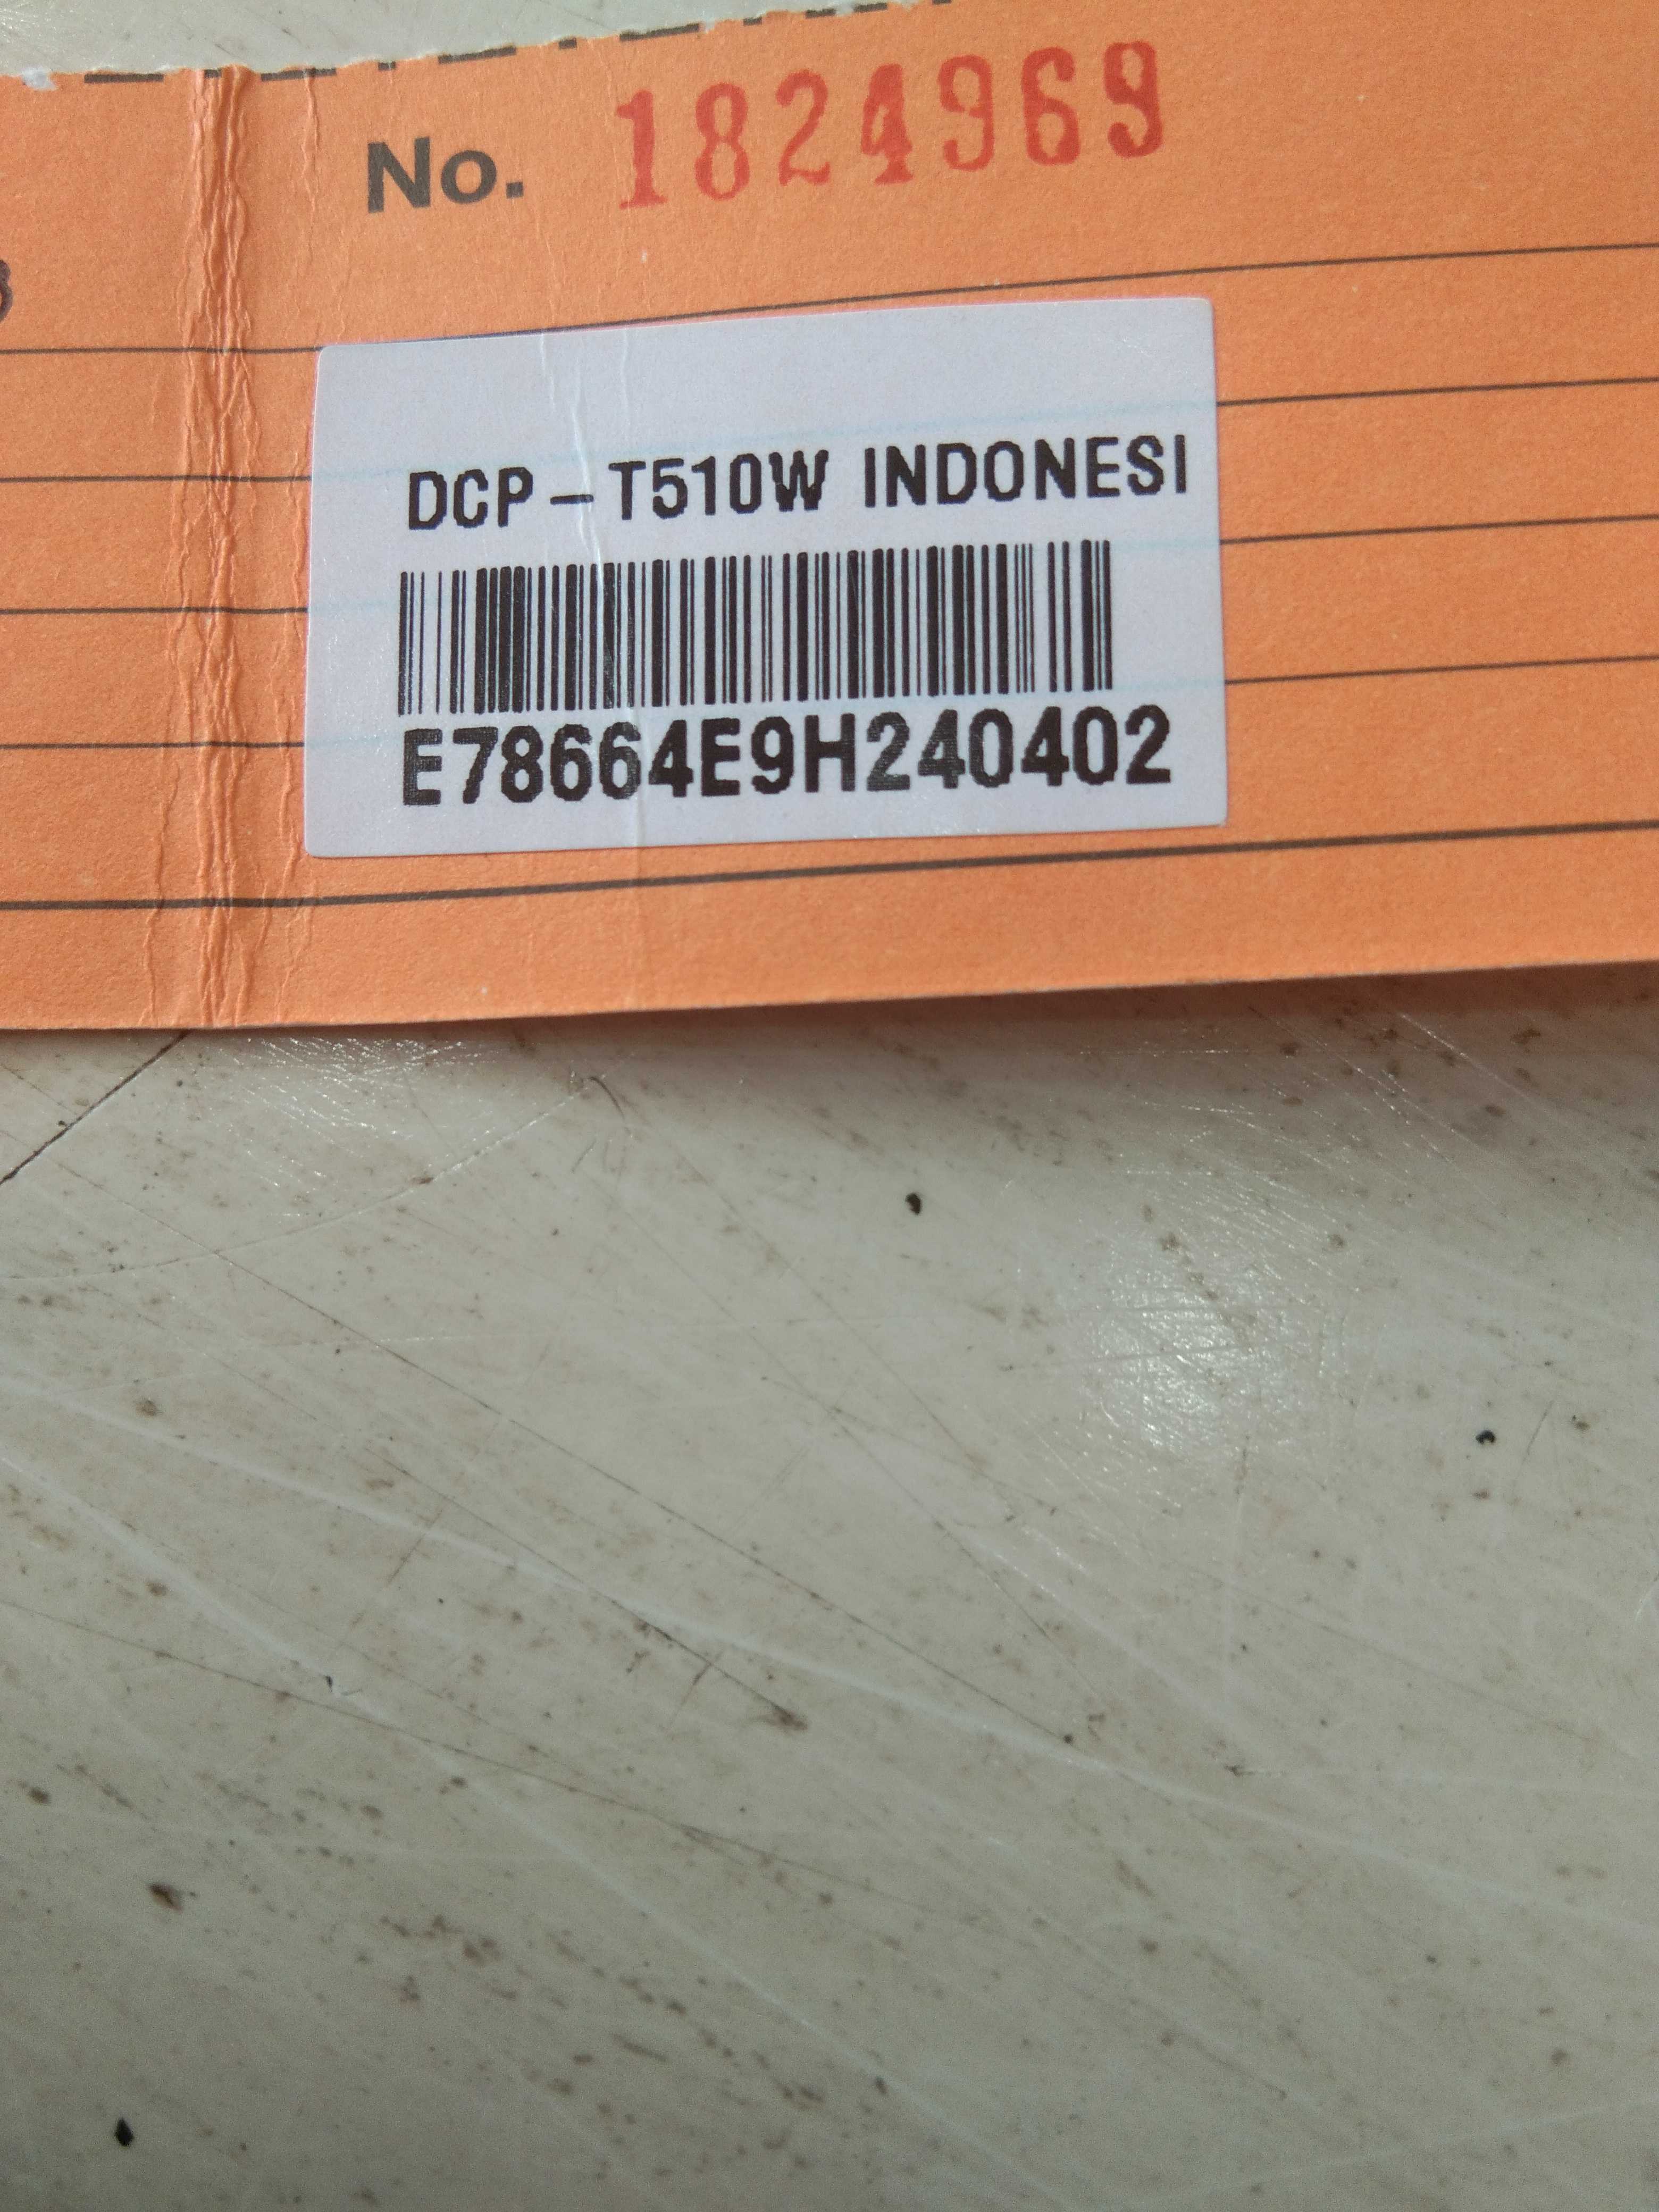 No. 1824969
DCP-T510W INDONESI
E78664E9H240402